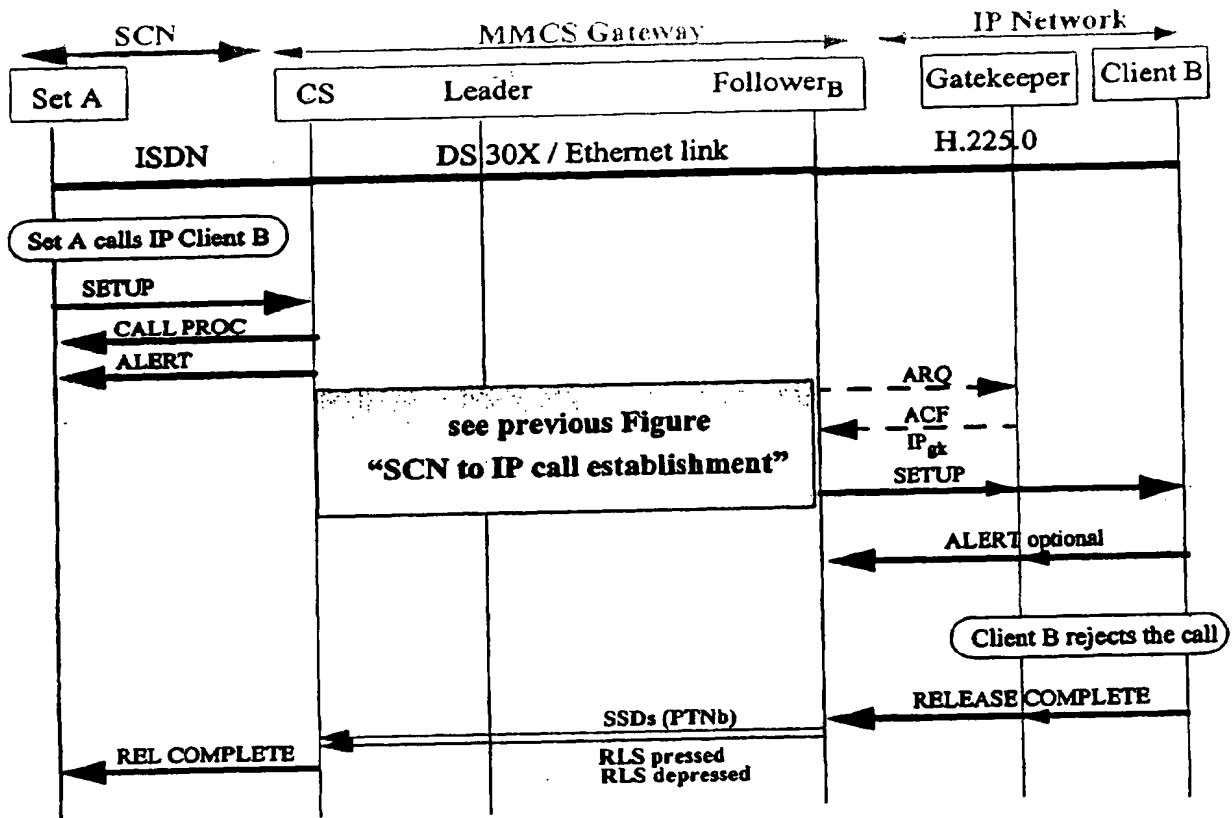 SCN
MMCS Gateway
IP Network
Set A
CS
Leader
FollowerB
Gatekeeper
Client B
ISDN
DS 30X / Ethernet link
H.225.0
Set A calls IP Client B
SETUP
CALL PROC
ALERT
see previous Figure
“SCN to IP call establishment”
ARQ
ACF
IPgk
SETUP
ALERT optional
Client B rejects the call
RELEASE COMPLETE
SSDs (PTNb)
RLS pressed
RLS depressed
REL COMPLETE